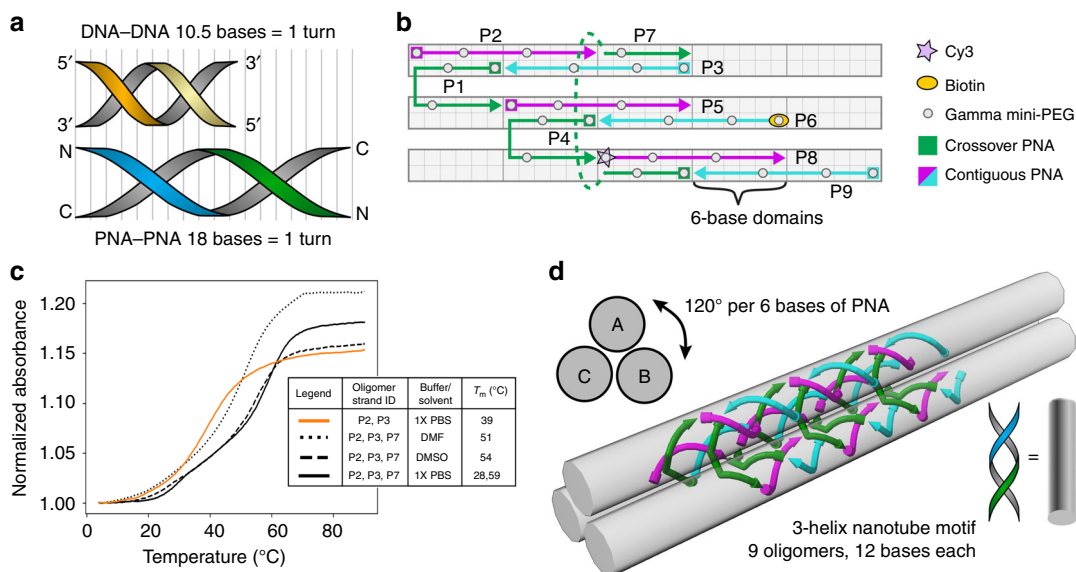 a
DNA–DNA 10.5 bases = 1 turn
5′ 3′
3′ 5′
N C
C N
PNA–PNA 18 bases = 1 turn
b
P2 P7
P3
P1
P5
P6
P4
P8
P9
6-base domains
Cy3
Biotin
Gamma mini-PEG
Crossover PNA
Contiguous PNA
c
Normalized absorbance
1.20
1.15
1.10
1.05
1.00
0 20 40 60 80
Temperature (°C)
Legend Oligomer strand ID Buffer/solvent Tm (°C)
P2, P3 1X PBS 39
P2, P3, P7 DMF 51
P2, P3, P7 DMSO 54
P2, P3, P7 1X PBS 28,59
d
120° per 6 bases of PNA
A
C B
=
3-helix nanotube motif
9 oligomers, 12 bases each